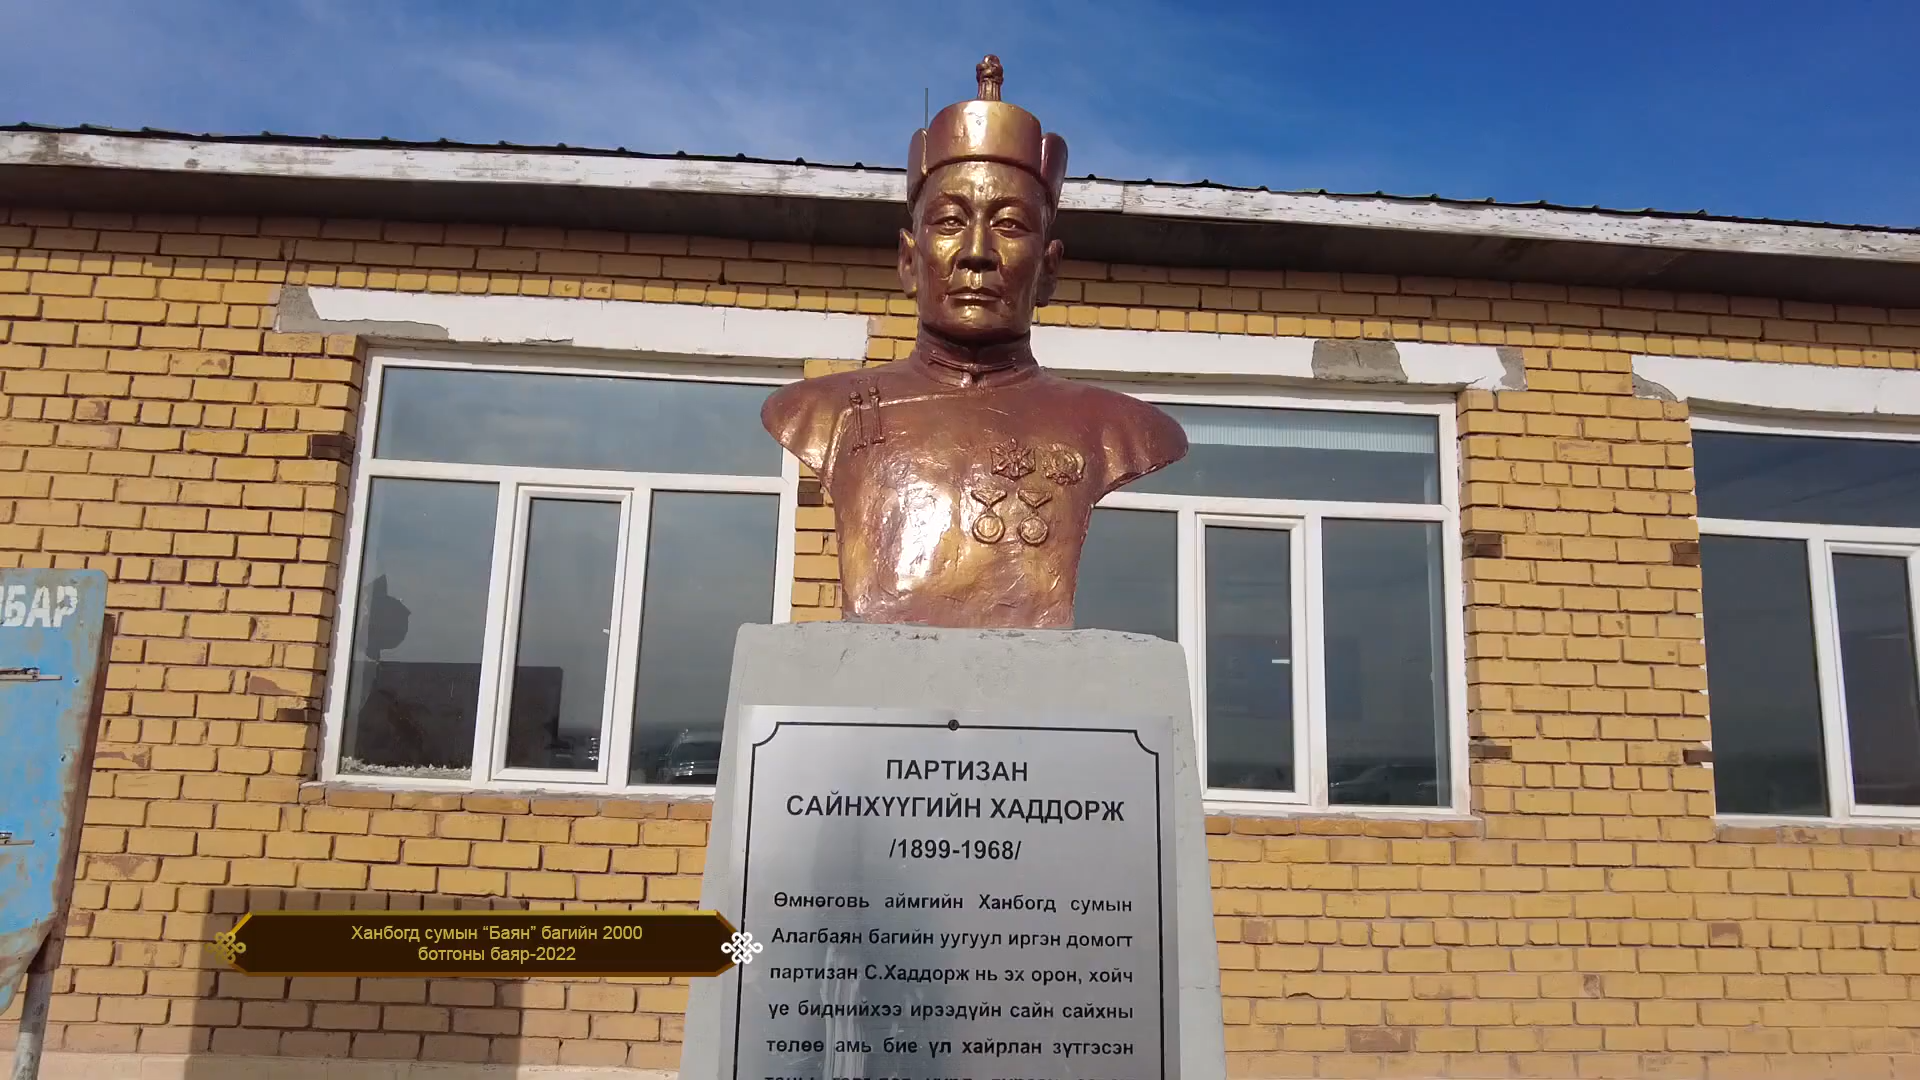 ПАРТИЗАН
САЙНХҮҮГИЙН ХАДДОРЖ
/1899-1968/
Өмнөговь аймгийн Ханбогд сумын
Алагбаян багийн уугуул иргэн домогт
партизан С.Хаддорж нь эх орон, хойч
үе биднийхээ ирээдүйн сайн сайхны
төлөө амь бие үл хайрлан зүтгэсэн
БАР
Ханбогд сумын “Баян” багийн 2000
ботгоны баяр-2022